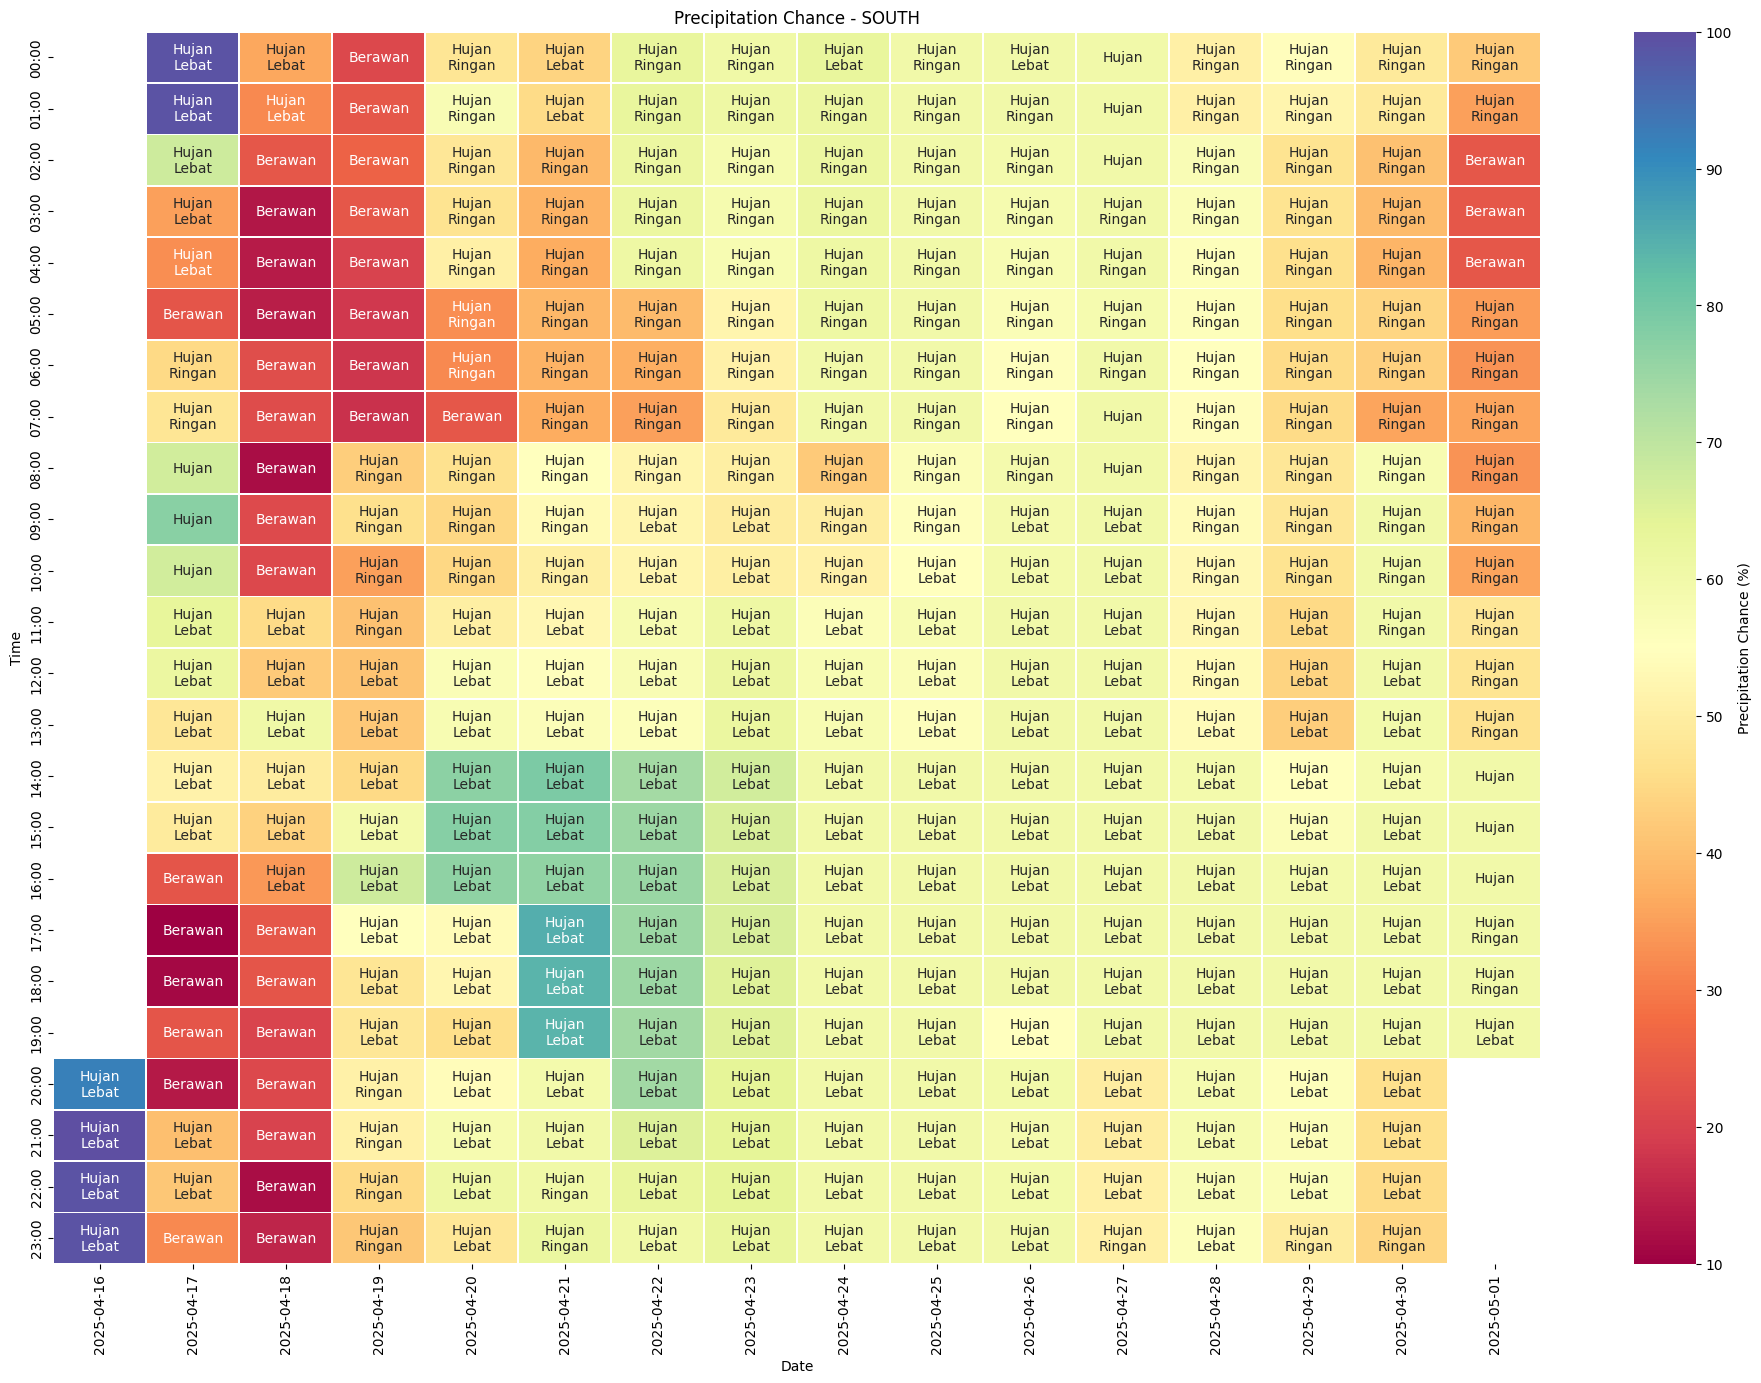 Precipitation Chance - SOUTH
00:00 Hujan Lebat Hujan Lebat Berawan Hujan Ringan Hujan Lebat Hujan Ringan Hujan Ringan Hujan Lebat Hujan Ringan Hujan Lebat Hujan Hujan Ringan Hujan Ringan Hujan Ringan Hujan Ringan
01:00 Hujan Lebat Hujan Lebat Berawan Hujan Ringan Hujan Lebat Hujan Ringan Hujan Ringan Hujan Ringan Hujan Ringan Hujan Ringan Hujan Hujan Ringan Hujan Ringan Hujan Ringan Hujan Ringan
02:00 Hujan Lebat Berawan Berawan Hujan Ringan Hujan Ringan Hujan Ringan Hujan Ringan Hujan Ringan Hujan Ringan Hujan Ringan Hujan Hujan Ringan Hujan Ringan Hujan Ringan Berawan
03:00 Hujan Lebat Berawan Berawan Hujan Ringan Hujan Ringan Hujan Ringan Hujan Ringan Hujan Ringan Hujan Ringan Hujan Ringan Hujan Ringan Hujan Ringan Hujan Ringan Hujan Ringan Berawan
04:00 Hujan Lebat Berawan Berawan Hujan Ringan Hujan Ringan Hujan Ringan Hujan Ringan Hujan Ringan Hujan Ringan Hujan Ringan Hujan Ringan Hujan Ringan Hujan Ringan Hujan Ringan Berawan
05:00 Berawan Berawan Berawan Hujan Ringan Hujan Ringan Hujan Ringan Hujan Ringan Hujan Ringan Hujan Ringan Hujan Ringan Hujan Ringan Hujan Ringan Hujan Ringan Hujan Ringan Hujan Ringan
06:00 Hujan Ringan Berawan Berawan Hujan Ringan Hujan Ringan Hujan Ringan Hujan Ringan Hujan Ringan Hujan Ringan Hujan Ringan Hujan Ringan Hujan Ringan Hujan Ringan Hujan Ringan Hujan Ringan
07:00 Hujan Ringan Berawan Berawan Berawan Hujan Ringan Hujan Ringan Hujan Ringan Hujan Ringan Hujan Ringan Hujan Ringan Hujan Hujan Ringan Hujan Ringan Hujan Ringan Hujan Ringan
08:00 Hujan Berawan Hujan Ringan Hujan Ringan Hujan Ringan Hujan Ringan Hujan Ringan Hujan Ringan Hujan Ringan Hujan Ringan Hujan Hujan Ringan Hujan Ringan Hujan Ringan Hujan Ringan
09:00 Hujan Berawan Hujan Ringan Hujan Ringan Hujan Ringan Hujan Lebat Hujan Lebat Hujan Ringan Hujan Ringan Hujan Lebat Hujan Lebat Hujan Ringan Hujan Ringan Hujan Ringan Hujan Ringan
10:00 Hujan Berawan Hujan Ringan Hujan Ringan Hujan Ringan Hujan Lebat Hujan Lebat Hujan Ringan Hujan Lebat Hujan Lebat Hujan Lebat Hujan Ringan Hujan Ringan Hujan Ringan Hujan Ringan
11:00 Hujan Lebat Hujan Lebat Hujan Ringan Hujan Lebat Hujan Lebat Hujan Lebat Hujan Lebat Hujan Lebat Hujan Lebat Hujan Lebat Hujan Lebat Hujan Ringan Hujan Lebat Hujan Ringan Hujan Ringan
12:00 Hujan Lebat Hujan Lebat Hujan Lebat Hujan Lebat Hujan Lebat Hujan Lebat Hujan Lebat Hujan Lebat Hujan Lebat Hujan Lebat Hujan Lebat Hujan Ringan Hujan Lebat Hujan Lebat Hujan Ringan
13:00 Hujan Lebat Hujan Lebat Hujan Lebat Hujan Lebat Hujan Lebat Hujan Lebat Hujan Lebat Hujan Lebat Hujan Lebat Hujan Lebat Hujan Lebat Hujan Lebat Hujan Lebat Hujan Lebat Hujan Ringan
14:00 Hujan Lebat Hujan Lebat Hujan Lebat Hujan Lebat Hujan Lebat Hujan Lebat Hujan Lebat Hujan Lebat Hujan Lebat Hujan Lebat Hujan Lebat Hujan Lebat Hujan Lebat Hujan Lebat Hujan
15:00 Hujan Lebat Hujan Lebat Hujan Lebat Hujan Lebat Hujan Lebat Hujan Lebat Hujan Lebat Hujan Lebat Hujan Lebat Hujan Lebat Hujan Lebat Hujan Lebat Hujan Lebat Hujan Lebat Hujan
16:00 Berawan Hujan Lebat Hujan Lebat Hujan Lebat Hujan Lebat Hujan Lebat Hujan Lebat Hujan Lebat Hujan Lebat Hujan Lebat Hujan Lebat Hujan Lebat Hujan Lebat Hujan Lebat Hujan
17:00 Berawan Berawan Hujan Lebat Hujan Lebat Hujan Lebat Hujan Lebat Hujan Lebat Hujan Lebat Hujan Lebat Hujan Lebat Hujan Lebat Hujan Lebat Hujan Lebat Hujan Lebat Hujan Ringan
18:00 Berawan Berawan Hujan Lebat Hujan Lebat Hujan Lebat Hujan Lebat Hujan Lebat Hujan Lebat Hujan Lebat Hujan Lebat Hujan Lebat Hujan Lebat Hujan Lebat Hujan Lebat Hujan Ringan
19:00 Berawan Berawan Hujan Lebat Hujan Lebat Hujan Lebat Hujan Lebat Hujan Lebat Hujan Lebat Hujan Lebat Hujan Lebat Hujan Lebat Hujan Lebat Hujan Lebat Hujan Lebat Hujan Lebat
20:00 Hujan Lebat Berawan Berawan Hujan Ringan Hujan Lebat Hujan Lebat Hujan Lebat Hujan Lebat Hujan Lebat Hujan Lebat Hujan Lebat Hujan Lebat Hujan Lebat Hujan Lebat Hujan Lebat
21:00 Hujan Lebat Hujan Lebat Berawan Hujan Ringan Hujan Lebat Hujan Lebat Hujan Lebat Hujan Lebat Hujan Lebat Hujan Lebat Hujan Lebat Hujan Lebat Hujan Lebat Hujan Lebat Hujan Lebat
22:00 Hujan Lebat Hujan Lebat Berawan Hujan Ringan Hujan Lebat Hujan Ringan Hujan Lebat Hujan Lebat Hujan Lebat Hujan Lebat Hujan Lebat Hujan Lebat Hujan Lebat Hujan Lebat Hujan Lebat
23:00 Hujan Lebat Berawan Berawan Hujan Ringan Hujan Lebat Hujan Ringan Hujan Lebat Hujan Lebat Hujan Lebat Hujan Lebat Hujan Lebat Hujan Ringan Hujan Lebat Hujan Ringan Hujan Ringan
Time
2025-04-16 2025-04-17 2025-04-18 2025-04-19 2025-04-20 2025-04-21 2025-04-22 2025-04-23 2025-04-24 2025-04-25 2025-04-26 2025-04-27 2025-04-28 2025-04-29 2025-04-30 2025-05-01
Date
100
90
80
70
60
50
40
30
20
10
Precipitation Chance (%)